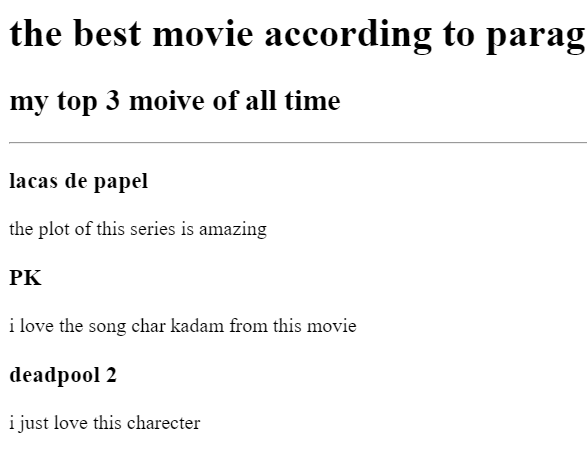 the best movie according to parag
my top 3 moive of all time
lacas de papel
the plot of this series is amazing
PK
i love the song char kadam from this movie
deadpool 2
i just love this charecter